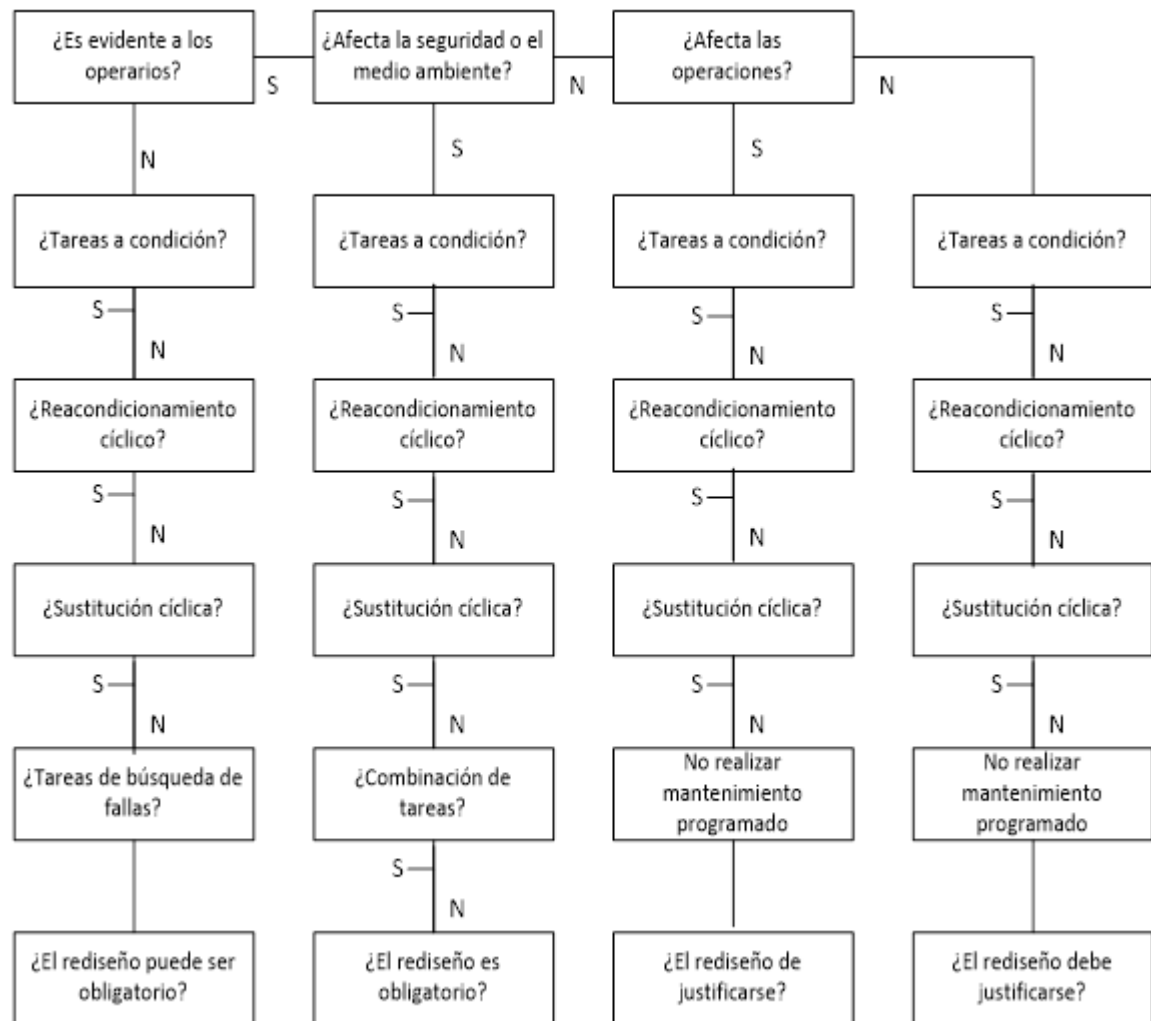 ¿Es evidente a los
operarios?
S
¿Afecta la seguridad o el
medio ambiente?
N
¿Afecta las
operaciones?
N
N
S
S
¿Tareas a condición?
¿Tareas a condición?
¿Tareas a condición?
¿Tareas a condición?
S
S
S
S
N
N
N
N
¿Reacondicionamiento
cíclico?
¿Reacondicionamiento
cíclico?
¿Reacondicionamiento
cíclico?
¿Reacondicionamiento
cíclico?
S
S
S
S
N
N
N
N
¿Sustitución cíclica?
¿Sustitución cíclica?
¿Sustitución cíclica?
¿Sustitución cíclica?
S
S
S
S
N
N
N
N
¿Tareas de búsqueda de
fallas?
¿Combinación de
tareas?
No realizar
mantenimiento
programado
No realizar
mantenimiento
programado
S
N
¿El rediseño puede ser
obligatorio?
¿El rediseño es
obligatorio?
¿El rediseño de
justificarse?
¿El rediseño debe
justificarse?